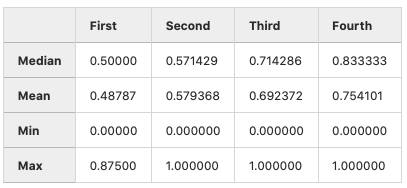 First Second Third Fourth
Median 0.50000 0.571429 0.714286 0.833333
Mean 0.48787 0.579368 0.692372 0.754101
Min 0.00000 0.000000 0.000000 0.000000
Max 0.87500 1.000000 1.000000 1.000000